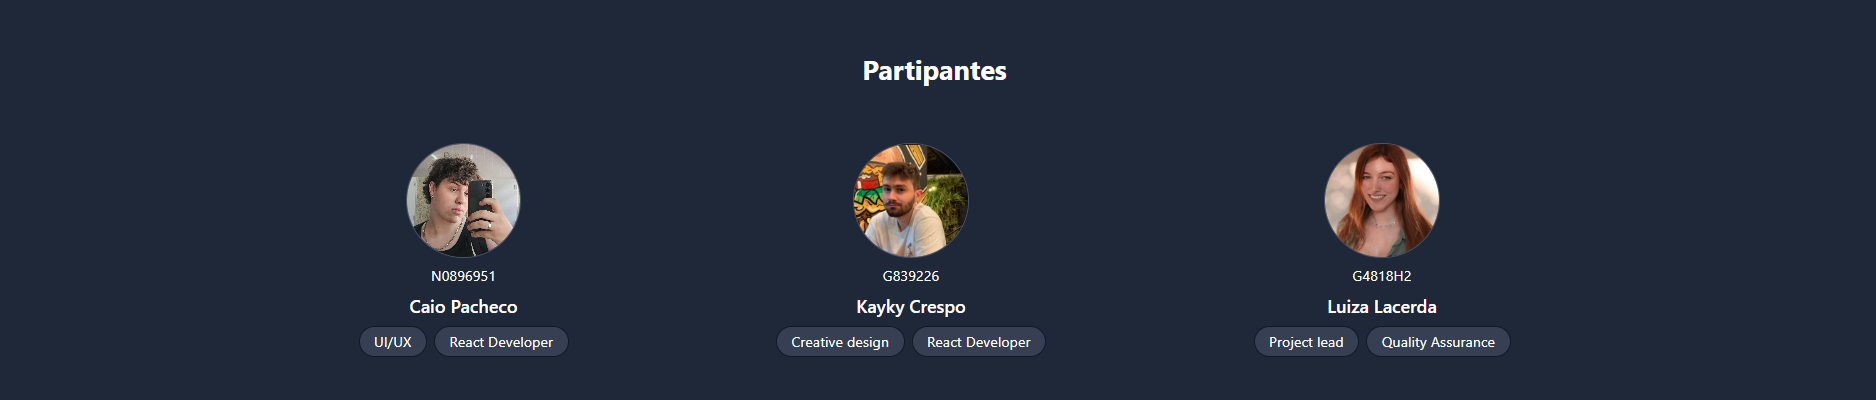 Partipantes
N0896951
G839226
G4818H2
Caio Pacheco
Kayky Crespo
Luiza Lacerda
UI/UX
React Developer
Creative design
React Developer
Project lead
Quality Assurance